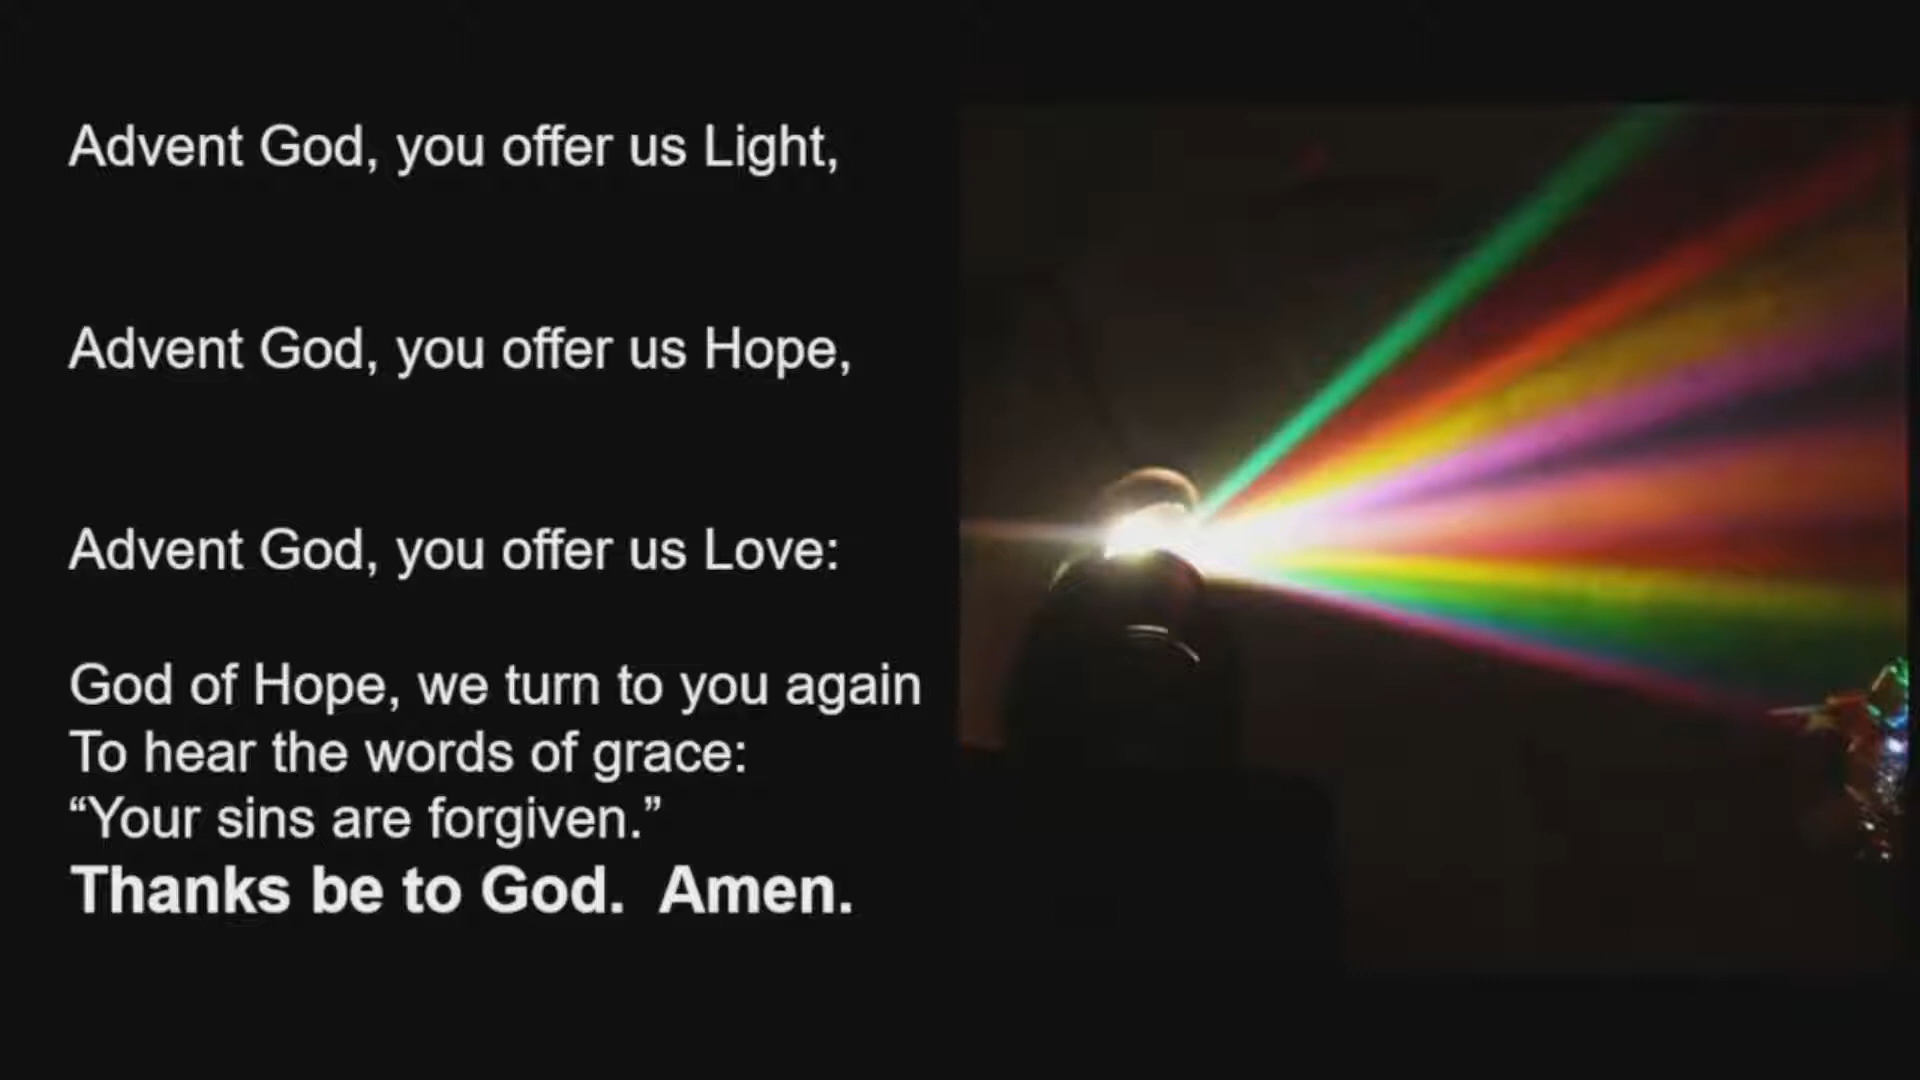 Advent God, you offer us Light,
Advent God, you offer us Hope,
Advent God, you offer us Love:
God of Hope, we turn to you again
To hear the words of grace:
“Your sins are forgiven.”
Thanks be to God.  Amen.